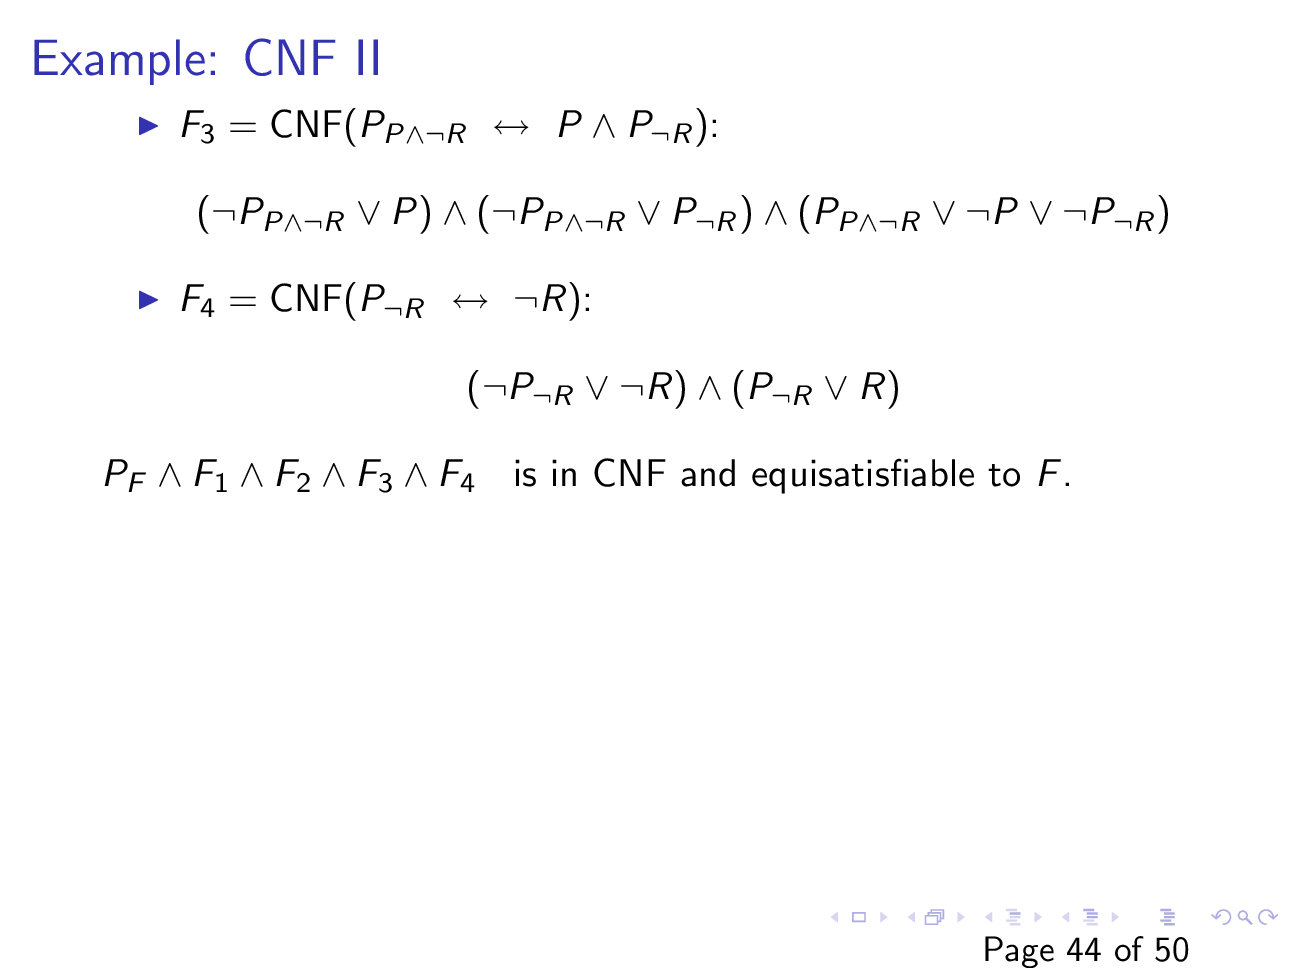 Example: CNF II
▶ F₃ = CNF(P_{P∧¬R} ↔ P ∧ P_{¬R}):
(¬P_{P∧¬R} ∨ P) ∧ (¬P_{P∧¬R} ∨ P_{¬R}) ∧ (P_{P∧¬R} ∨ ¬P ∨ ¬P_{¬R})
▶ F₄ = CNF(P_{¬R} ↔ ¬R):
(¬P_{¬R} ∨ ¬R) ∧ (P_{¬R} ∨ R)
P_F ∧ F₁ ∧ F₂ ∧ F₃ ∧ F₄ is in CNF and equisatisfiable to F.
Page 44 of 50